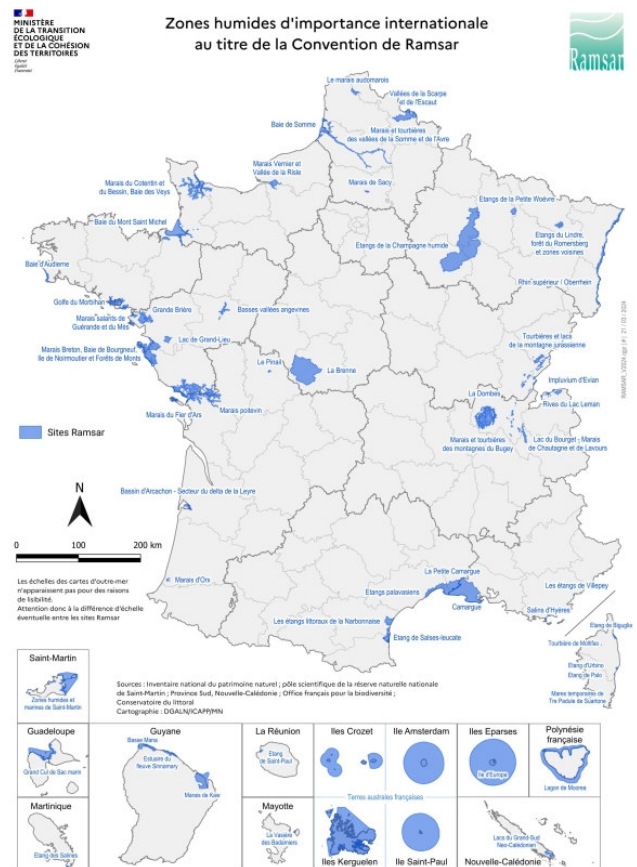 MINISTÈRE
DE LA TRANSITION
ÉCOLOGIQUE
ET DE LA COHÉSION
DES TERRITOIRES
Liberté
Égalité
Fraternité
Zones humides d'importance internationale
au titre de la Convention de Ramsar
Ramsar
Le marais audomarois
Vallées de la Scarpe
et de l'Escaut
Baie de Somme
Marais et tourbières
des vallées de la Somme et de l'Avre
Marais Vernier et
Vallée de la Risle
Marais de Sacy
Marais du Cotentin et
du Bessin, Baie des Veys
Etangs de la Petite Woëvre
Baie du Mont Saint Michel
Etangs de la Champagne humide
Etangs du Lindre,
forêt du Romersberg
et zones voisines
Baie d'Audierne
Rhin supérieur / Oberrhein
Golfe du Morbihan
Grande Brière
Basses vallées angevines
Marais salants de
Guérande et du Mès
Lac de Grand-Lieu
Marais Breton, Baie de Bourgneuf,
Ile de Noirmoutier et Forêts de Monts
Le Pinail
La Brenne
Tourbières et lacs
de la montagne jurassienne
Impluvium d'Evian
Rives du Lac Leman
La Dombes
Marais du Fier d'Ars
Marais poitevin
Sites Ramsar
Marais et tourbières
des montagnes du Bugey
Lac du Bourget - Marais
de Chautagne et de Lavours
N
Bassin d'Arcachon - Secteur du delta de la Leyre
0 100 200 km
Les échelles des cartes d'outre-mer
n'apparaissent pas pour des raisons
de lisibilité.
Attention donc à la différence d'échelle
éventuelle entre les sites Ramsar
Marais d'Orx
La Petite Camargue
Etangs palavasiens
Camargue
Les étangs de Villepey
Salins d'Hyères
Les étangs littoraux de la Narbonnaise
Etang de Salses-leucate
Etang de Biguglia
Tourbière de Moltifao
Etang d'Urbino
Etang de Palo
Mares temporaires de
Tre Padule de Suartone
Saint-Martin
Zones humides et
marines de Saint-Martin
Sources : Inventaire national du patrimoine naturel ; pôle scientifique de la réserve naturelle nationale
de Saint-Martin ; Province Sud, Nouvelle-Calédonie ; Office français pour la biodiversité ;
Conservatoire du littoral
Cartographie : DGALN/ICAPP/MN
Guadeloupe
Grand Cul de Sac marin
Guyane
Basse Mana
Estuaire du
fleuve Sinnamary
Marais de Kaw
La Réunion
Etang
de Saint-Paul
Iles Crozet
Ile Amsterdam
Iles Eparses
Ile d'Europa
Polynésie
française
Lagon de Moorea
Terres australes françaises
Martinique
Etang des Salines
Mayotte
La Vasière
des Badamiers
Iles Kerguelen
Ile Saint-Paul
Lacs du Grand-Sud
Neo-Calédonien
Nouvelle-Calédonie